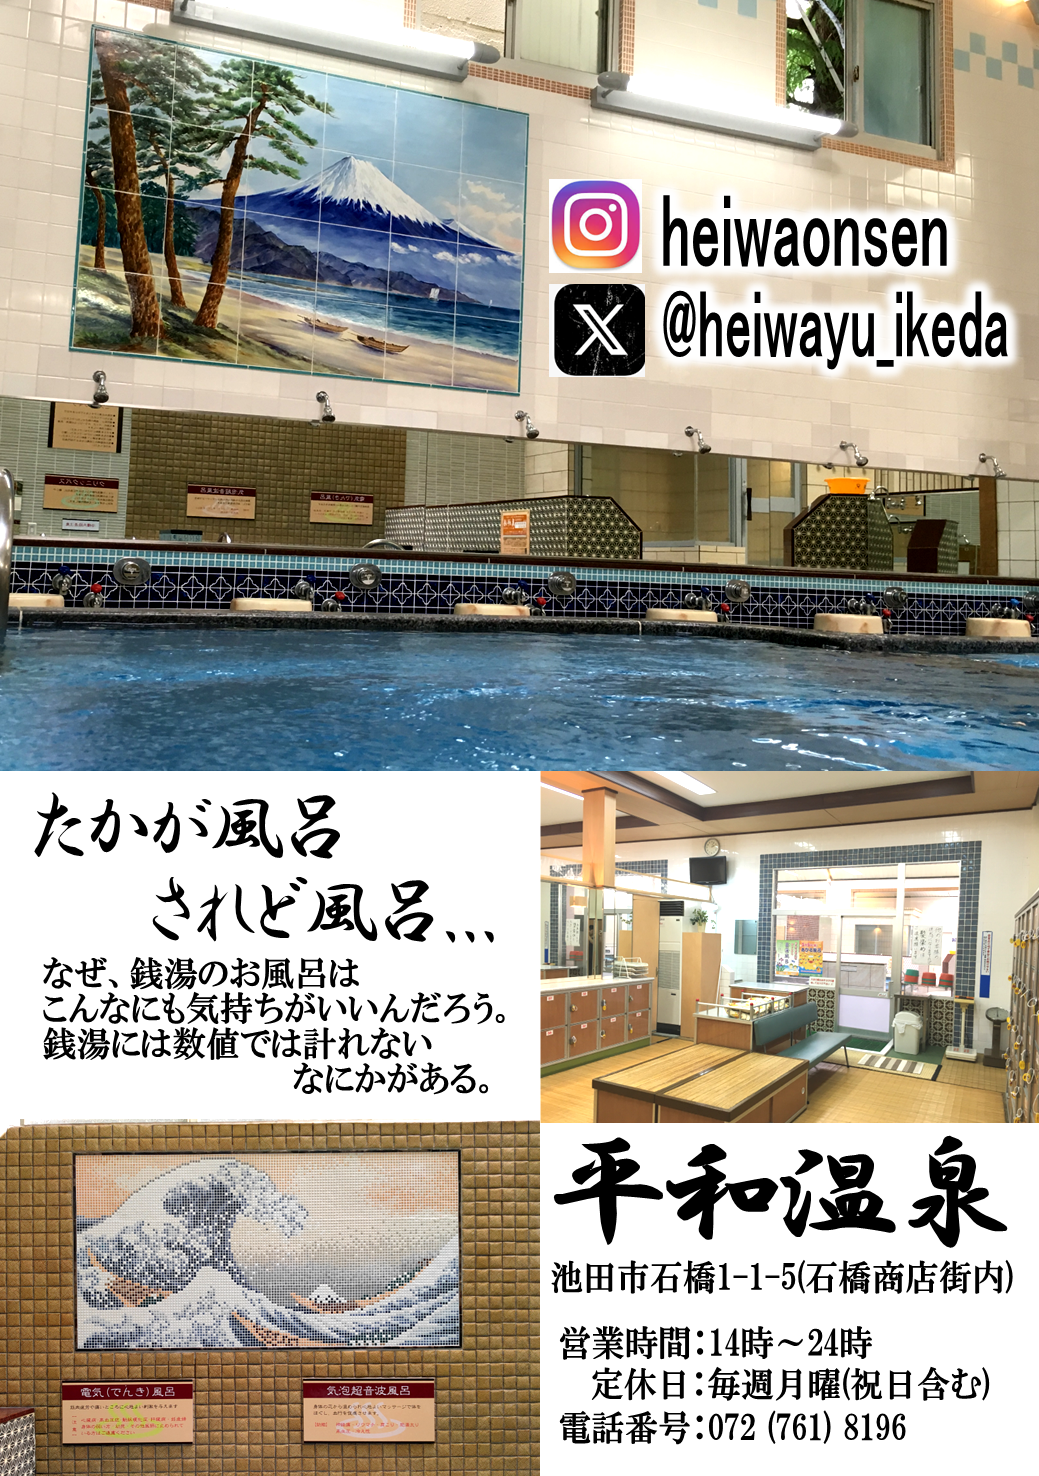 heiwaonsen
@heiwayu_ikeda
たかが風呂
されど風呂...
なぜ、銭湯のお風呂は
こんなにも気持ちがいいんだろう。
銭湯には数値では計れない
なにかがある。
電気(でんき)風呂
気泡超音波風呂
平和温泉
池田市石橋1-1-5(石橋商店街内)
営業時間：14時～24時
定休日：毎週月曜(祝日含む)
電話番号：072 (761) 8196